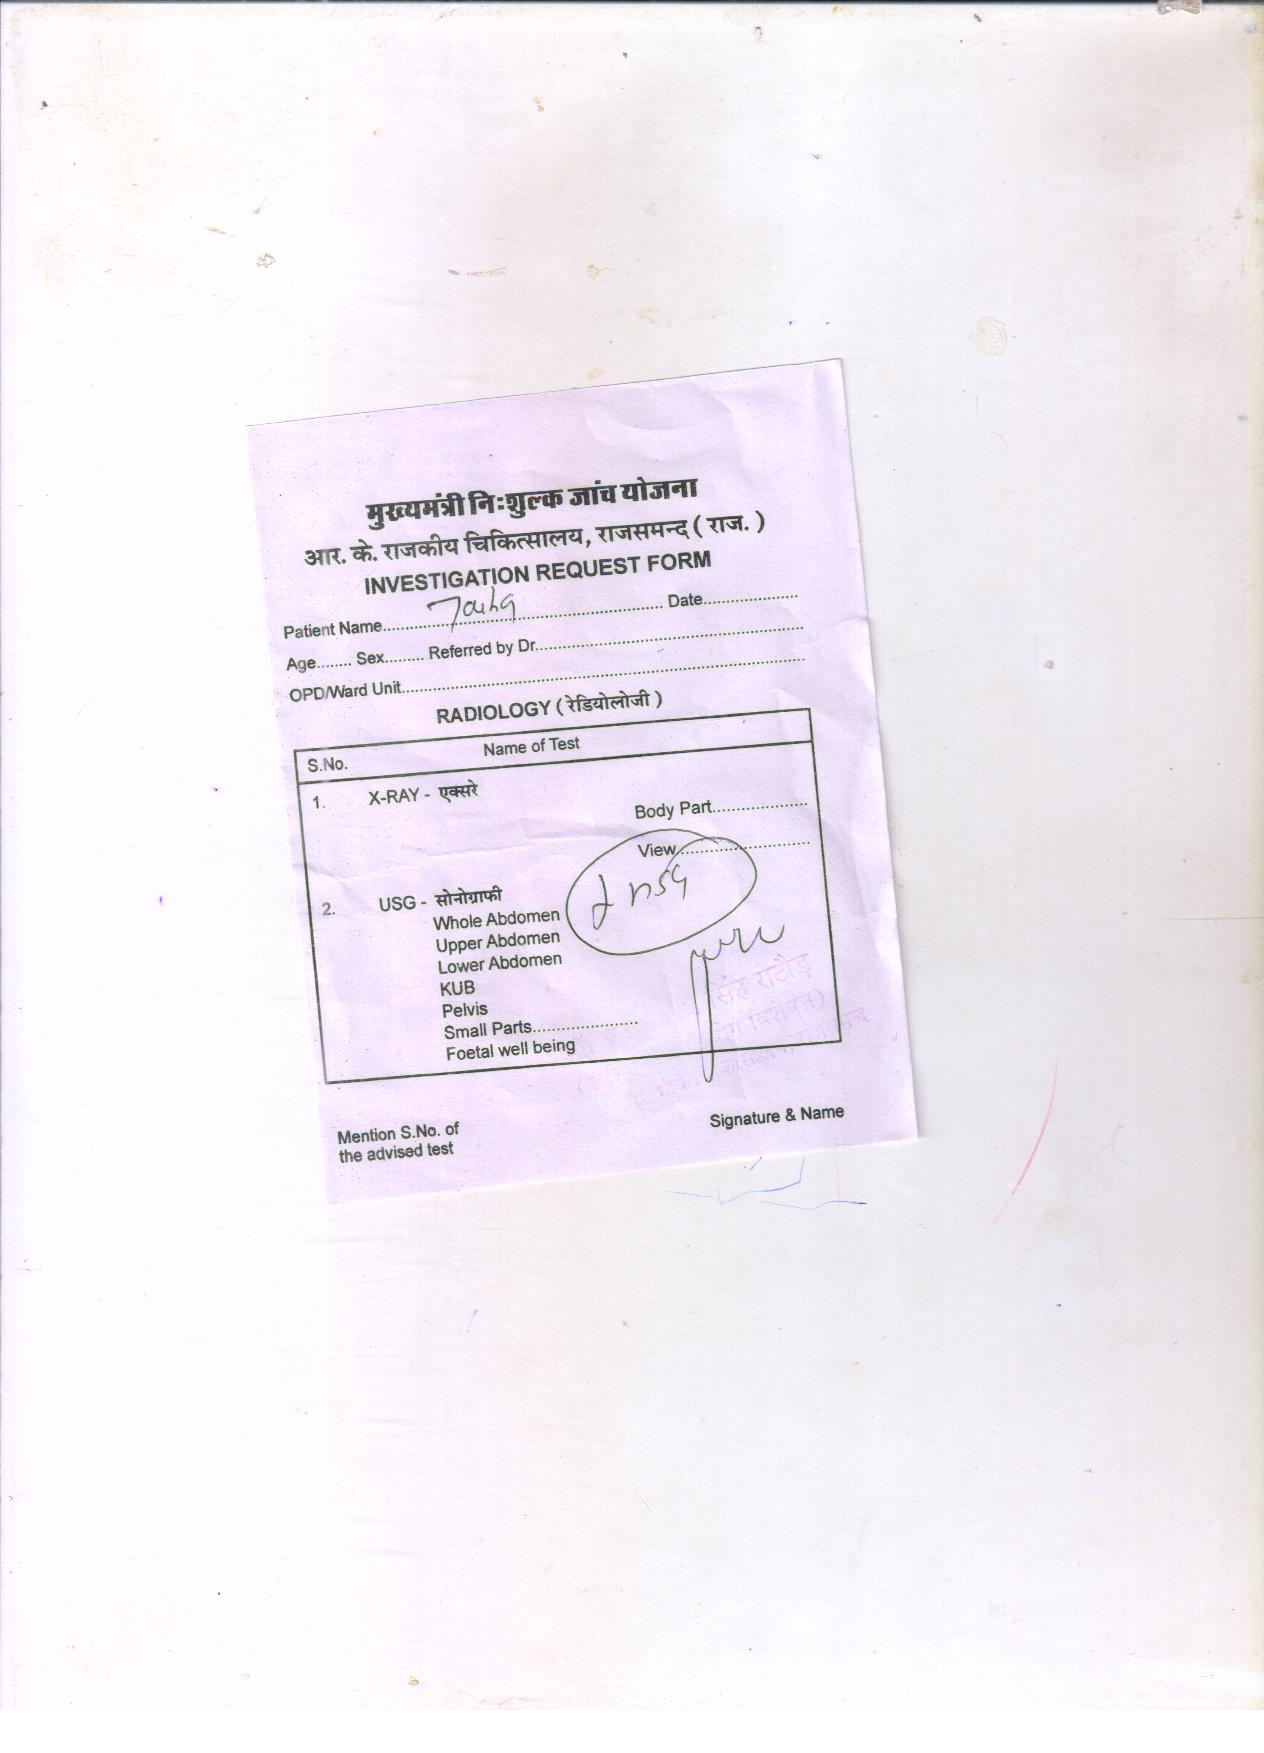 मुख्यमंत्री निःशुल्क जांच योजना
आर. के. राजकीय चिकित्सालय, राजसमन्द ( राज. )
INVESTIGATION REQUEST FORM
Patient Name........................................ Date...................
Age........ Sex......... Referred by Dr.......................................................
OPD/Ward Unit.................................................................................
RADIOLOGY ( रेडियोलोजी )
S.No. Name of Test
1. X-RAY - एक्सरे
Body Part...................
View..........................
2. USG - सोनोग्राफी
Whole Abdomen
Upper Abdomen
Lower Abdomen
KUB
Pelvis
Small Parts.....................
Foetal well being
सिंह राठौड़
Mention S.No. of
the advised test
Signature & Name